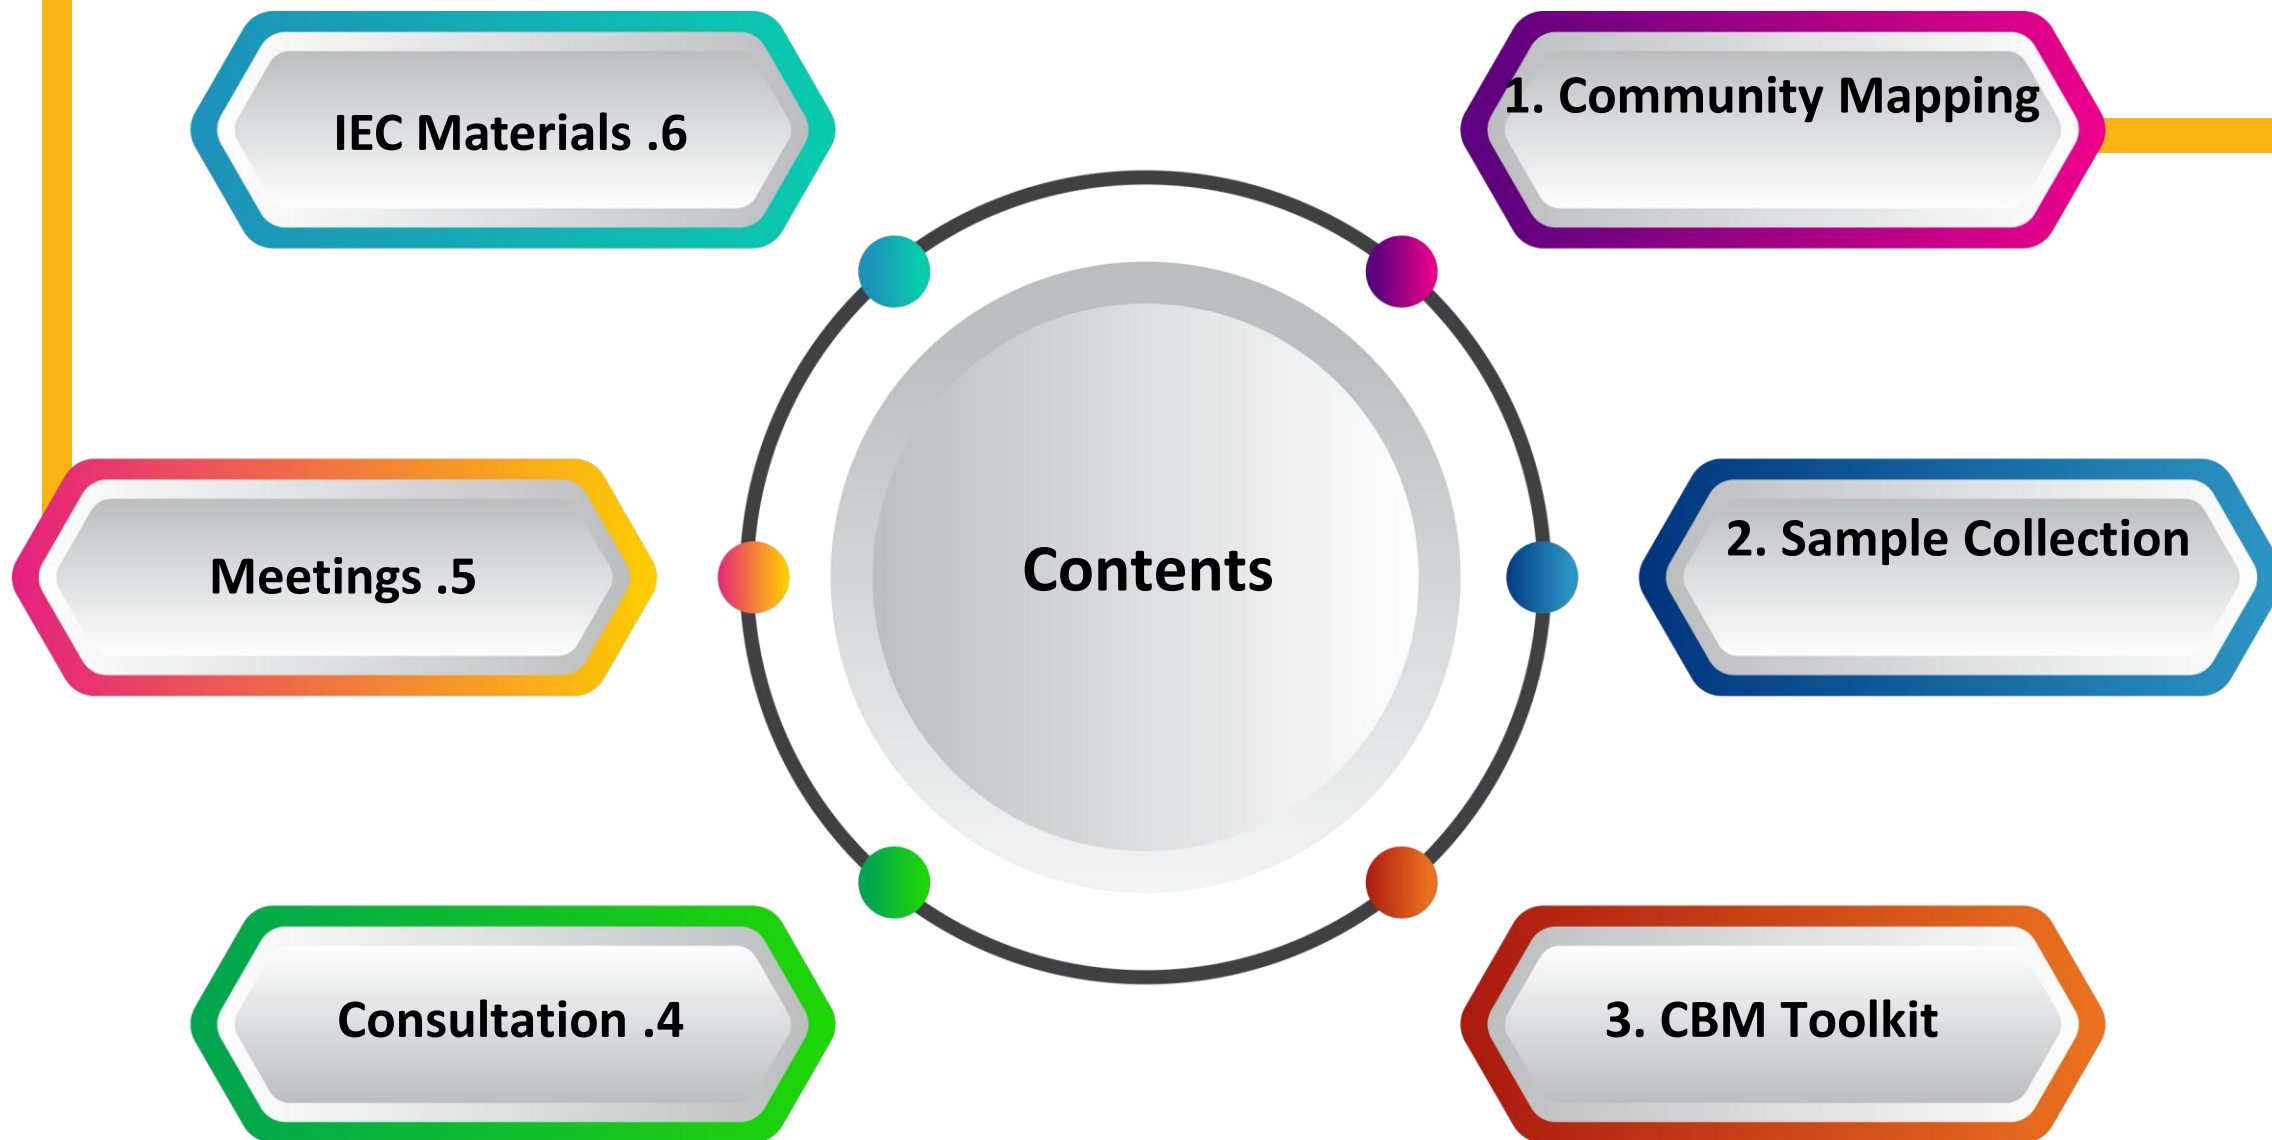 Contents
1. Community Mapping
2. Sample Collection
3. CBM Toolkit
Consultation .4
Meetings .5
IEC Materials .6